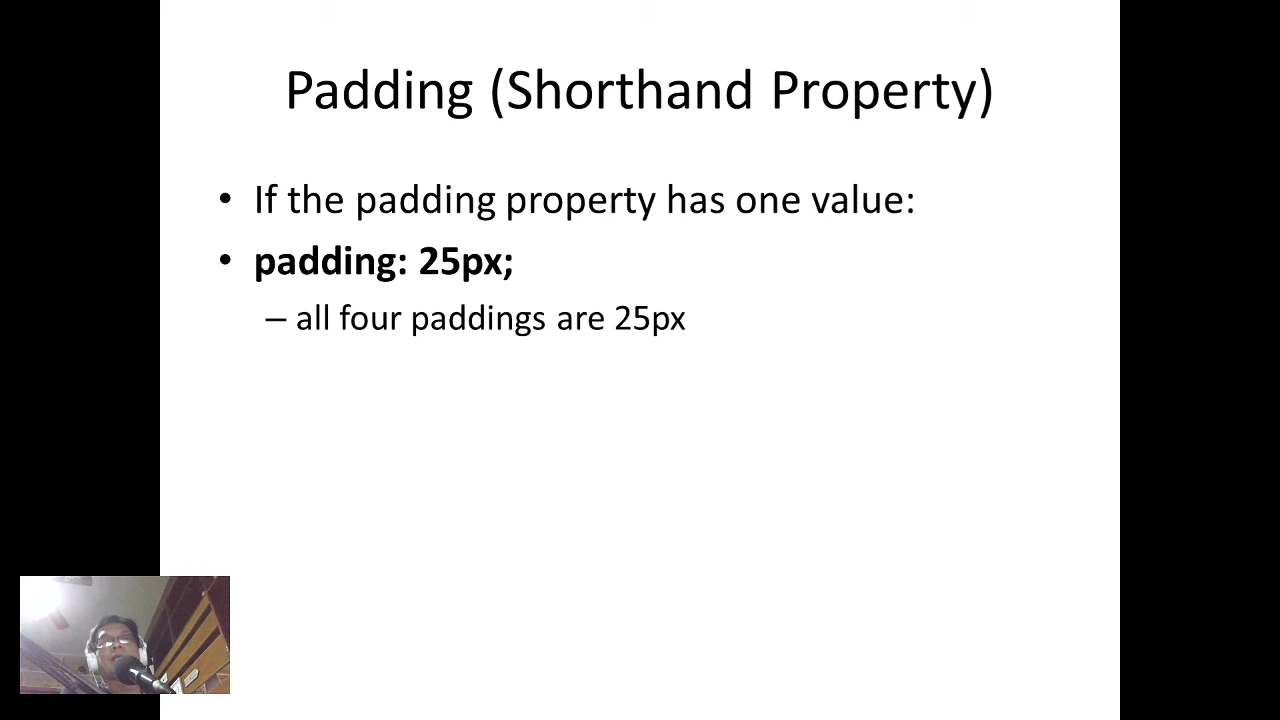 Padding (Shorthand Property)
• If the padding property has one value:
• padding: 25px;
– all four paddings are 25px